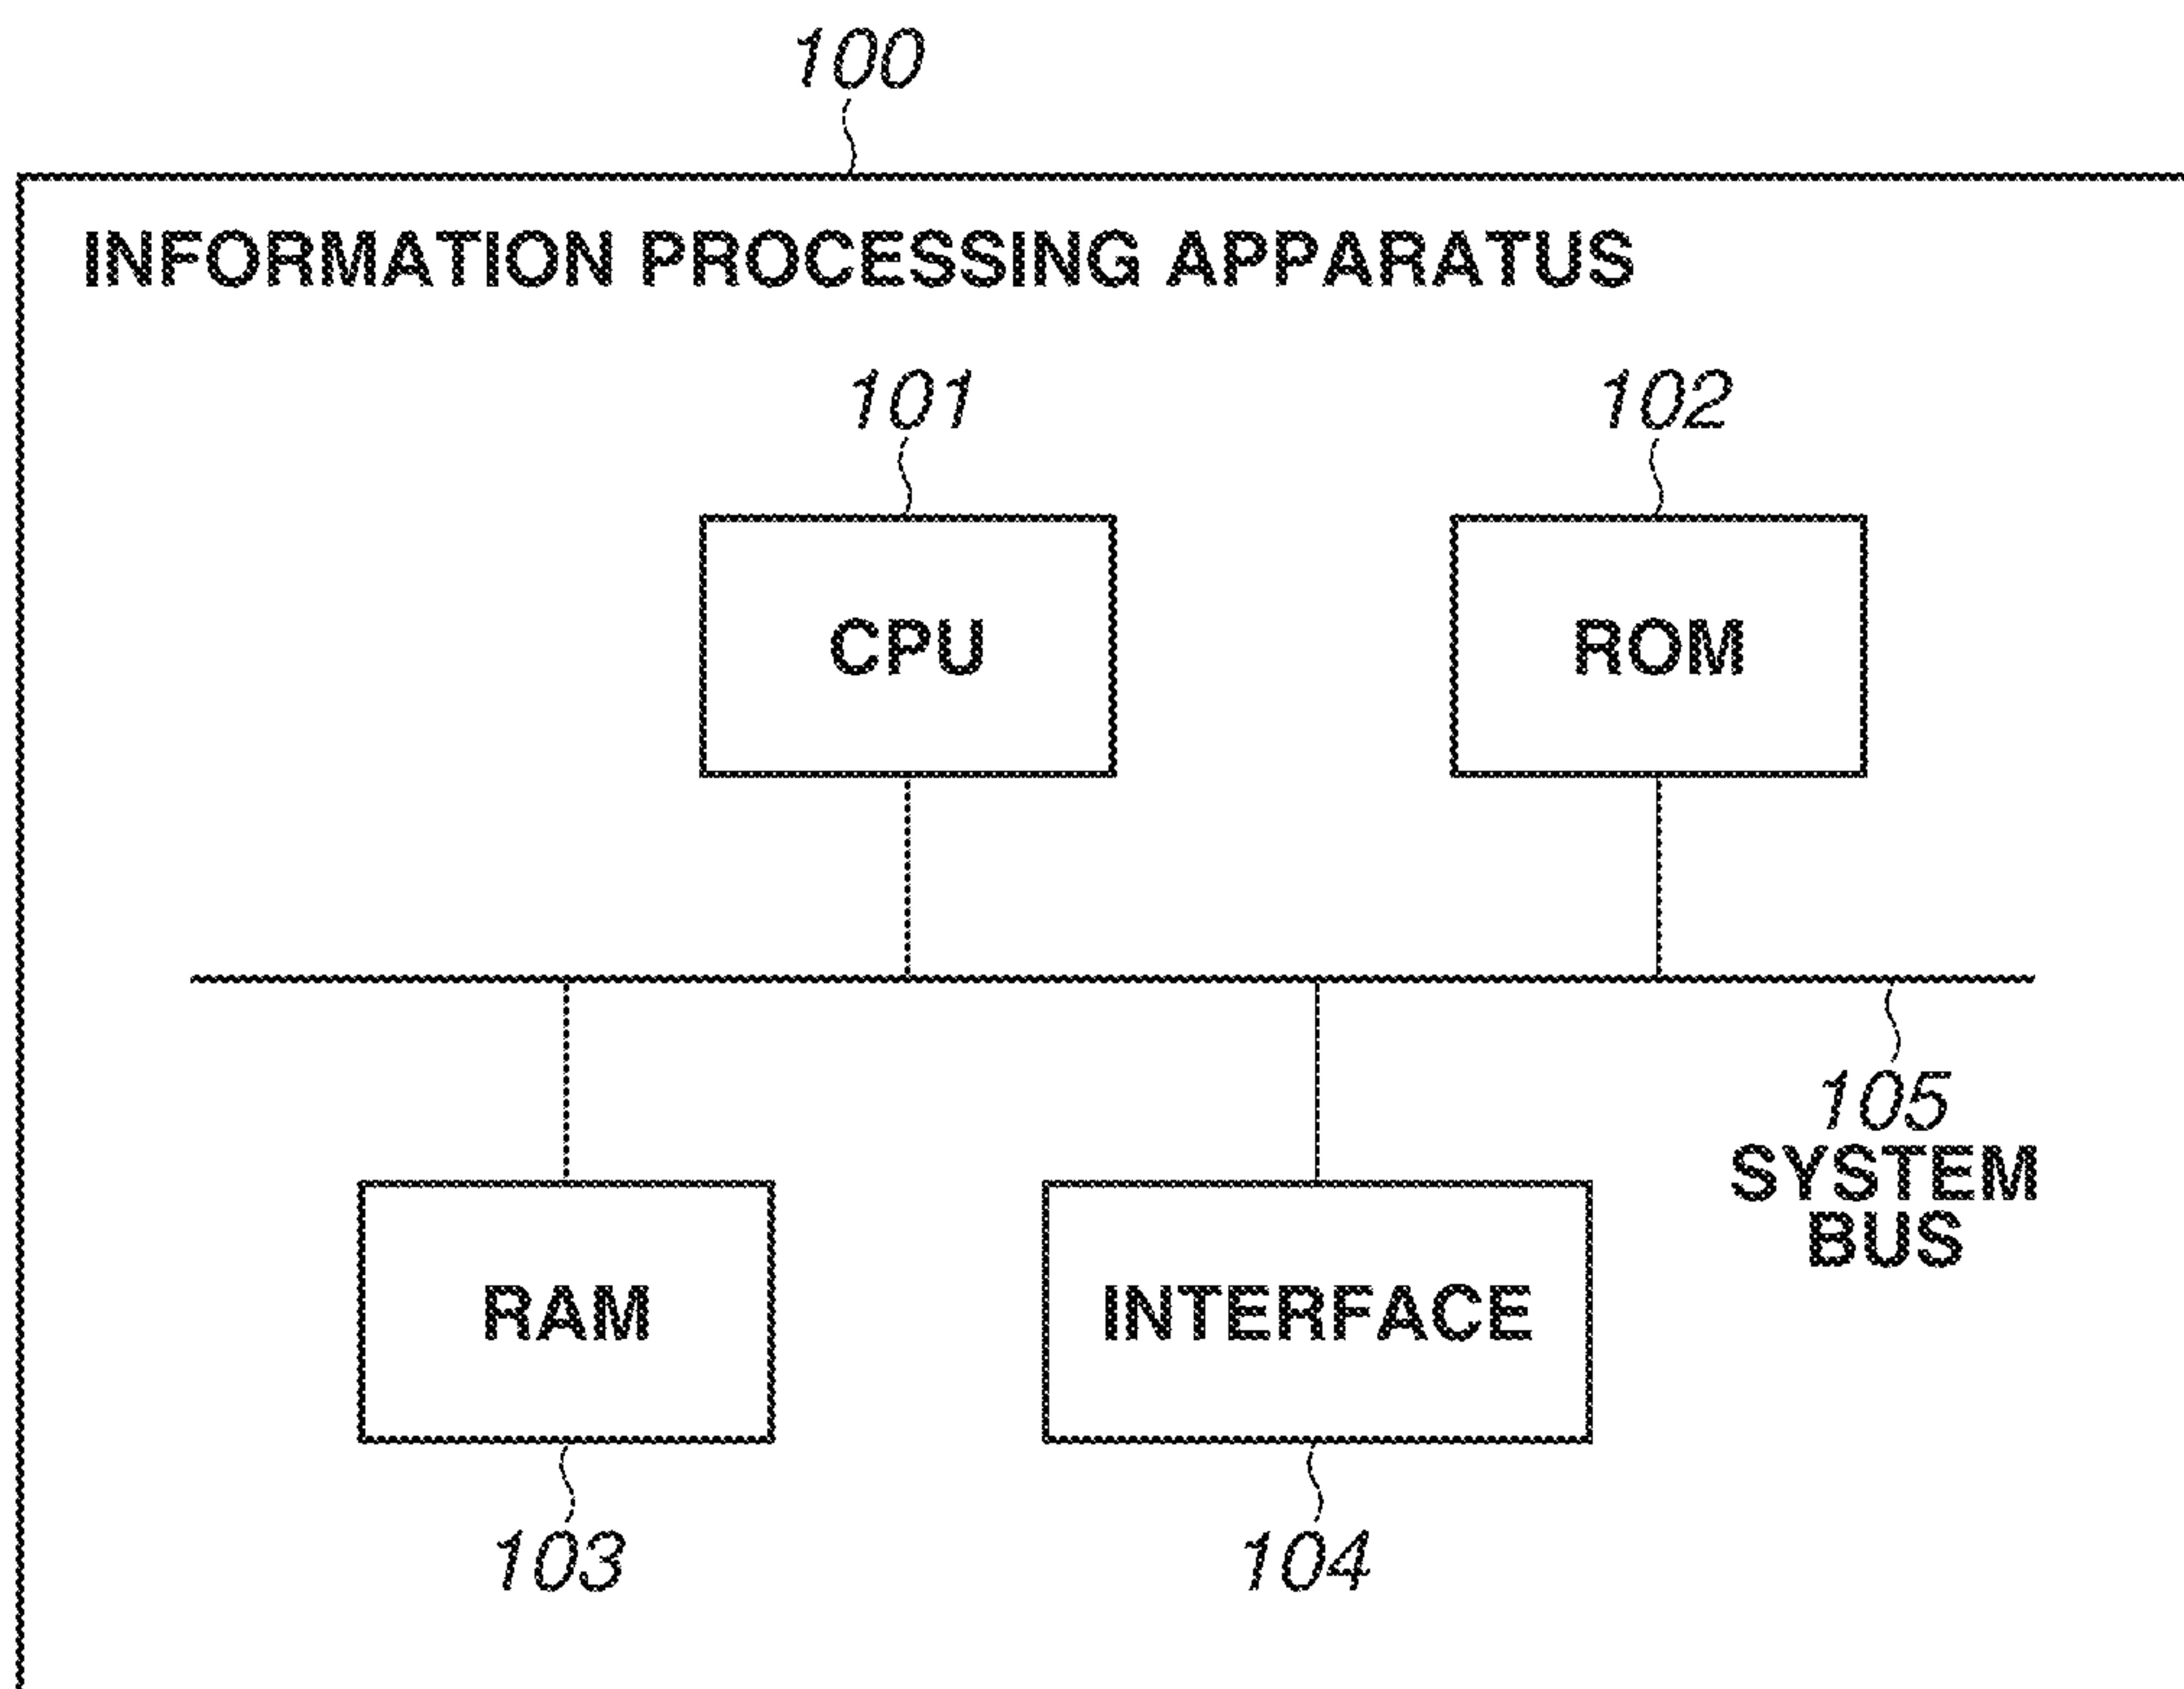 100
INFORMATION PROCESSING APPARATUS
101
102
CPU
ROM
105
SYSTEM
BUS
RAM
INTERFACE
103
104